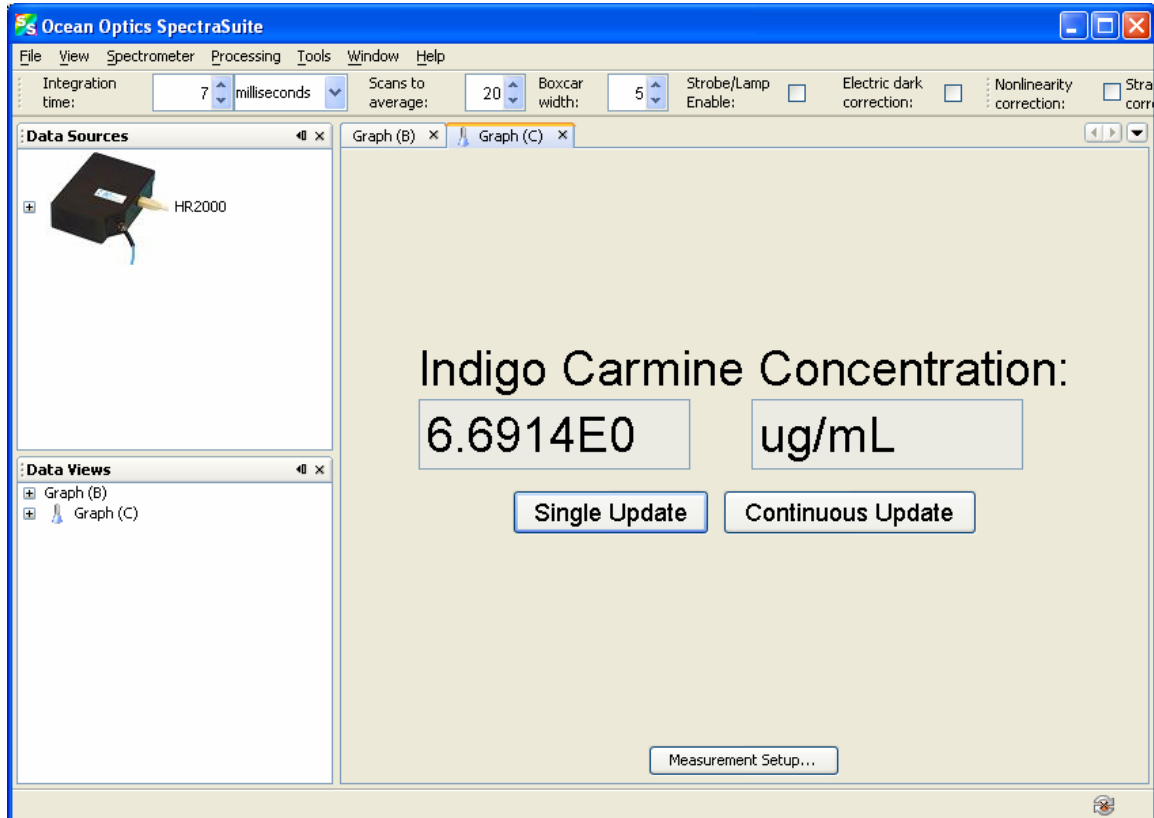 Ocean Optics SpectraSuite
File View Spectrometer Processing Tools Window Help
Integration time: 7 milliseconds Scans to average: 20 Boxcar width: 5 Strobe/Lamp Enable: Electric dark correction: Nonlinearity correction: Stra corre
Data Sources
Graph (B) Graph (C)
HR2000
Indigo Carmine Concentration:
6.6914E0 ug/mL
Single Update Continuous Update
Data Views
Graph (B)
Graph (C)
Measurement Setup...